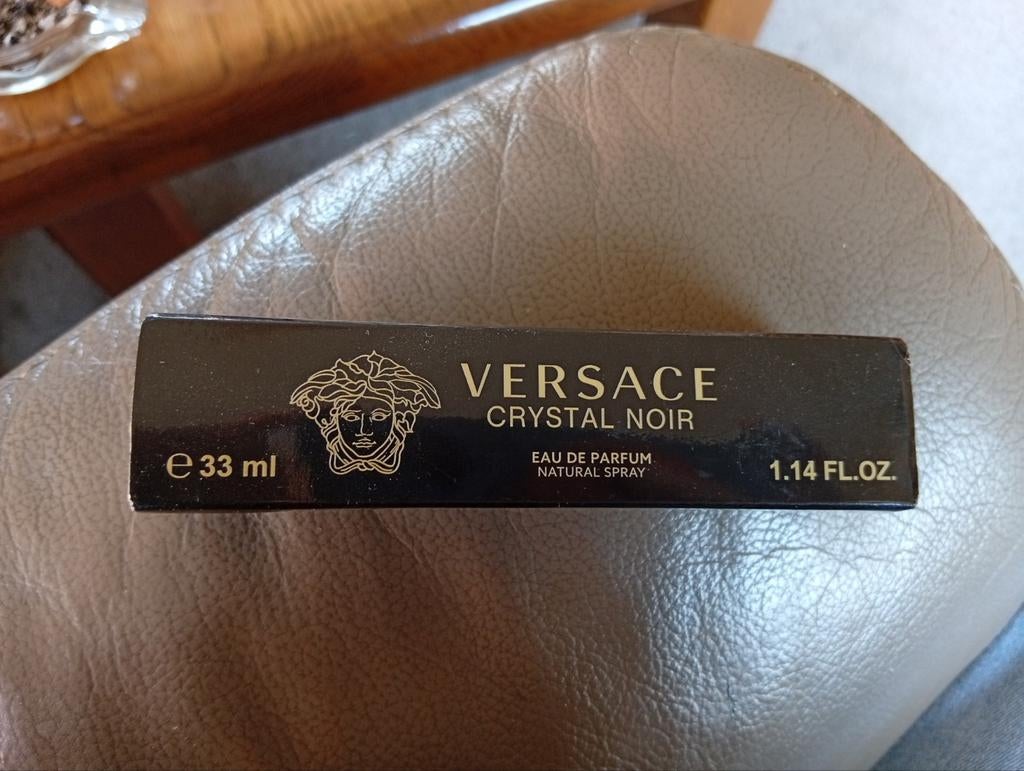 VERSACE
CRYSTAL NOIR
EAU DE PARFUM
NATURAL SPRAY
℮ 33 ml
1.14 FL.OZ.